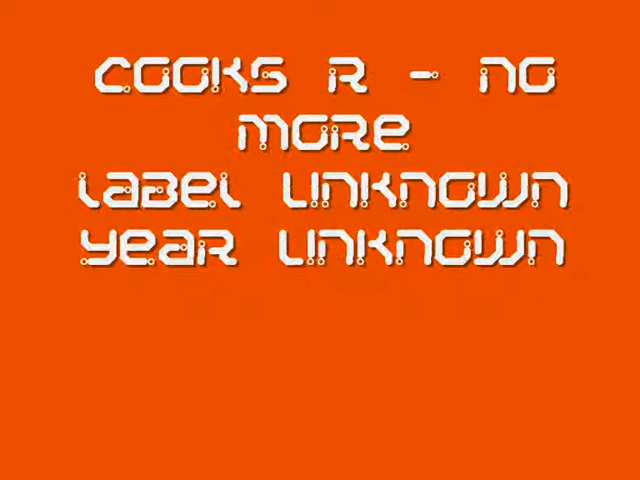 COOKS R - NO
MORE
LABEL UNKNOWN
YEAR UNKNOWN